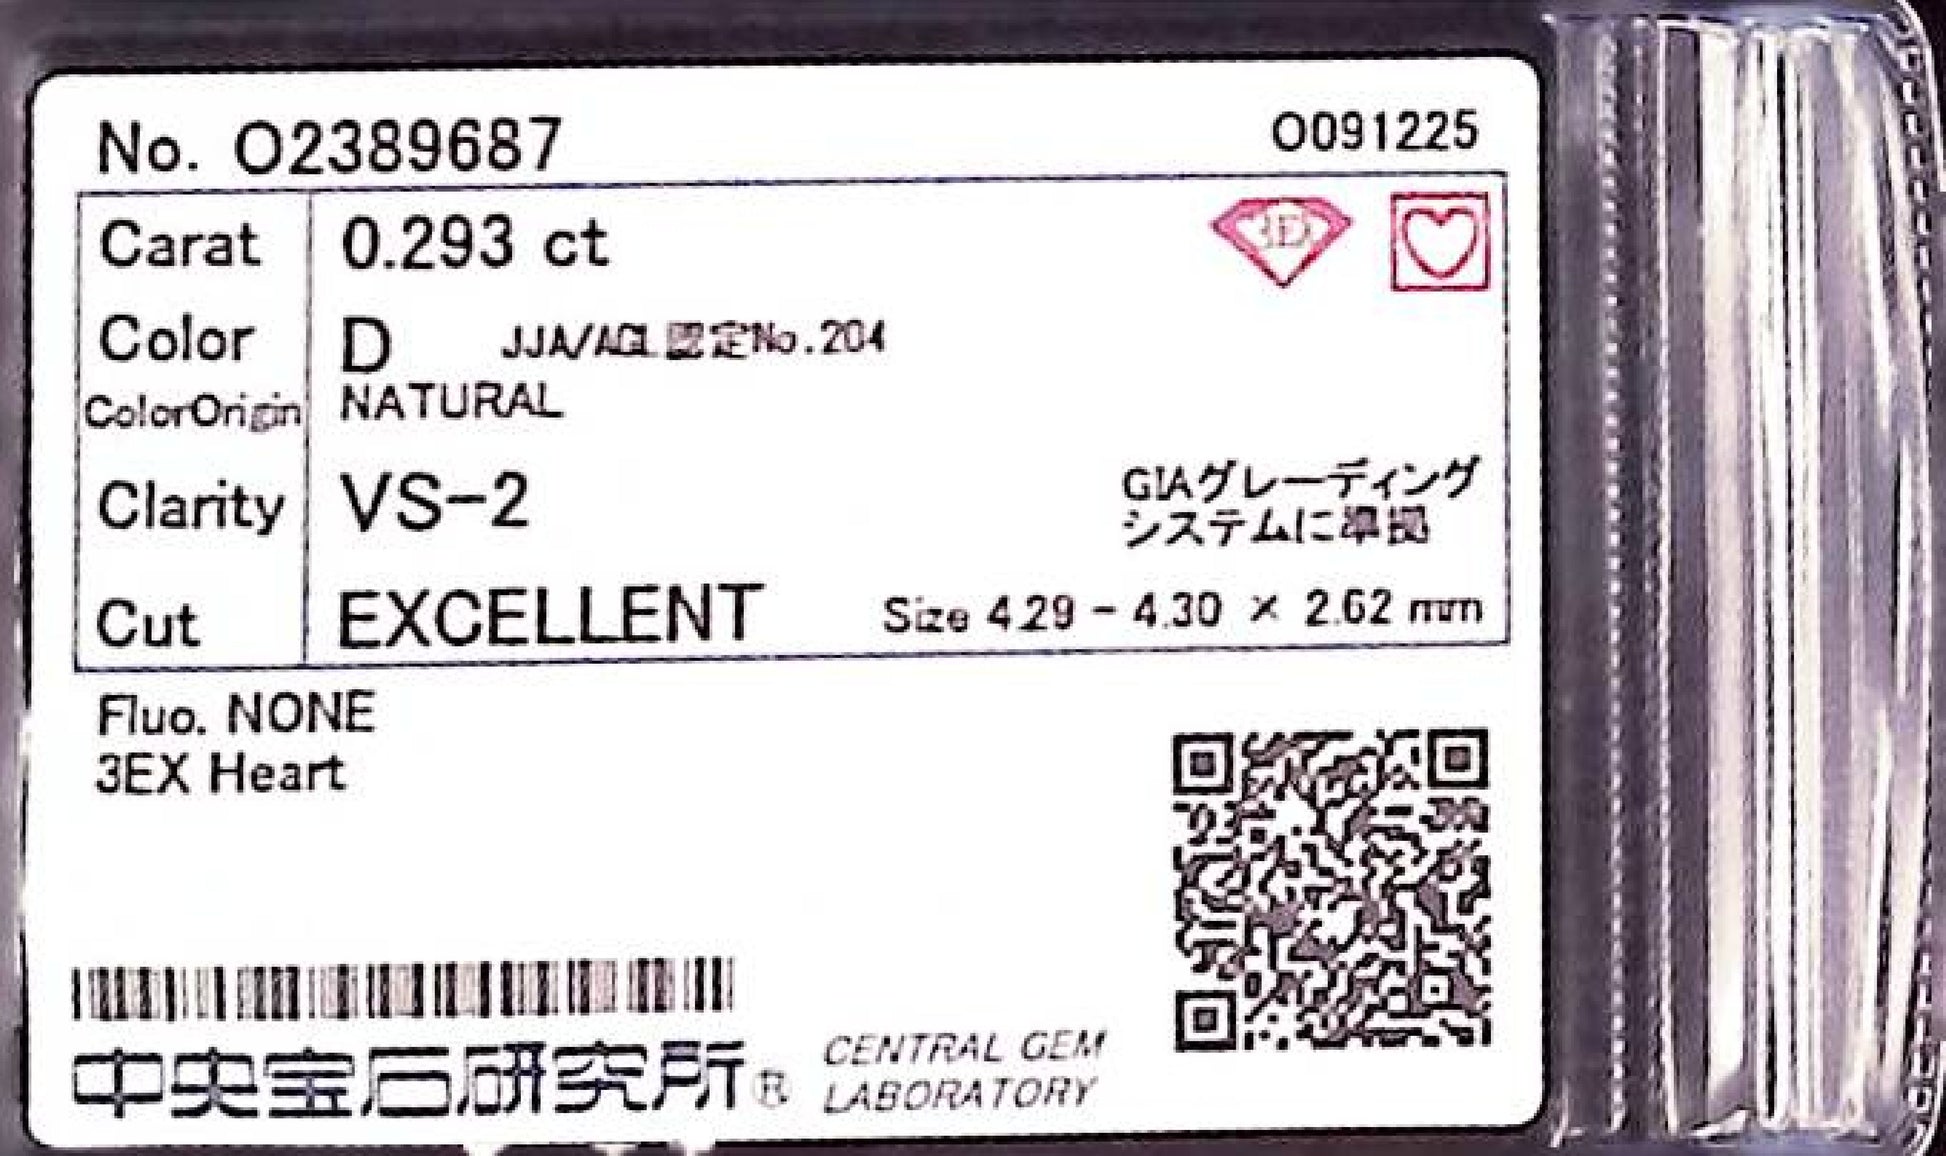 No. O2389687
O091225
Carat 0.293 ct
3E
Color D JJA/AGL認定No.204
ColorOrigin NATURAL
Clarity VS-2
GIAグレーディング
システムに準拠
Cut EXCELLENT Size 4.29 - 4.30 × 2.62 mm
Fluo. NONE
3EX Heart
中央宝石研究所®
CENTRAL GEM
LABORATORY